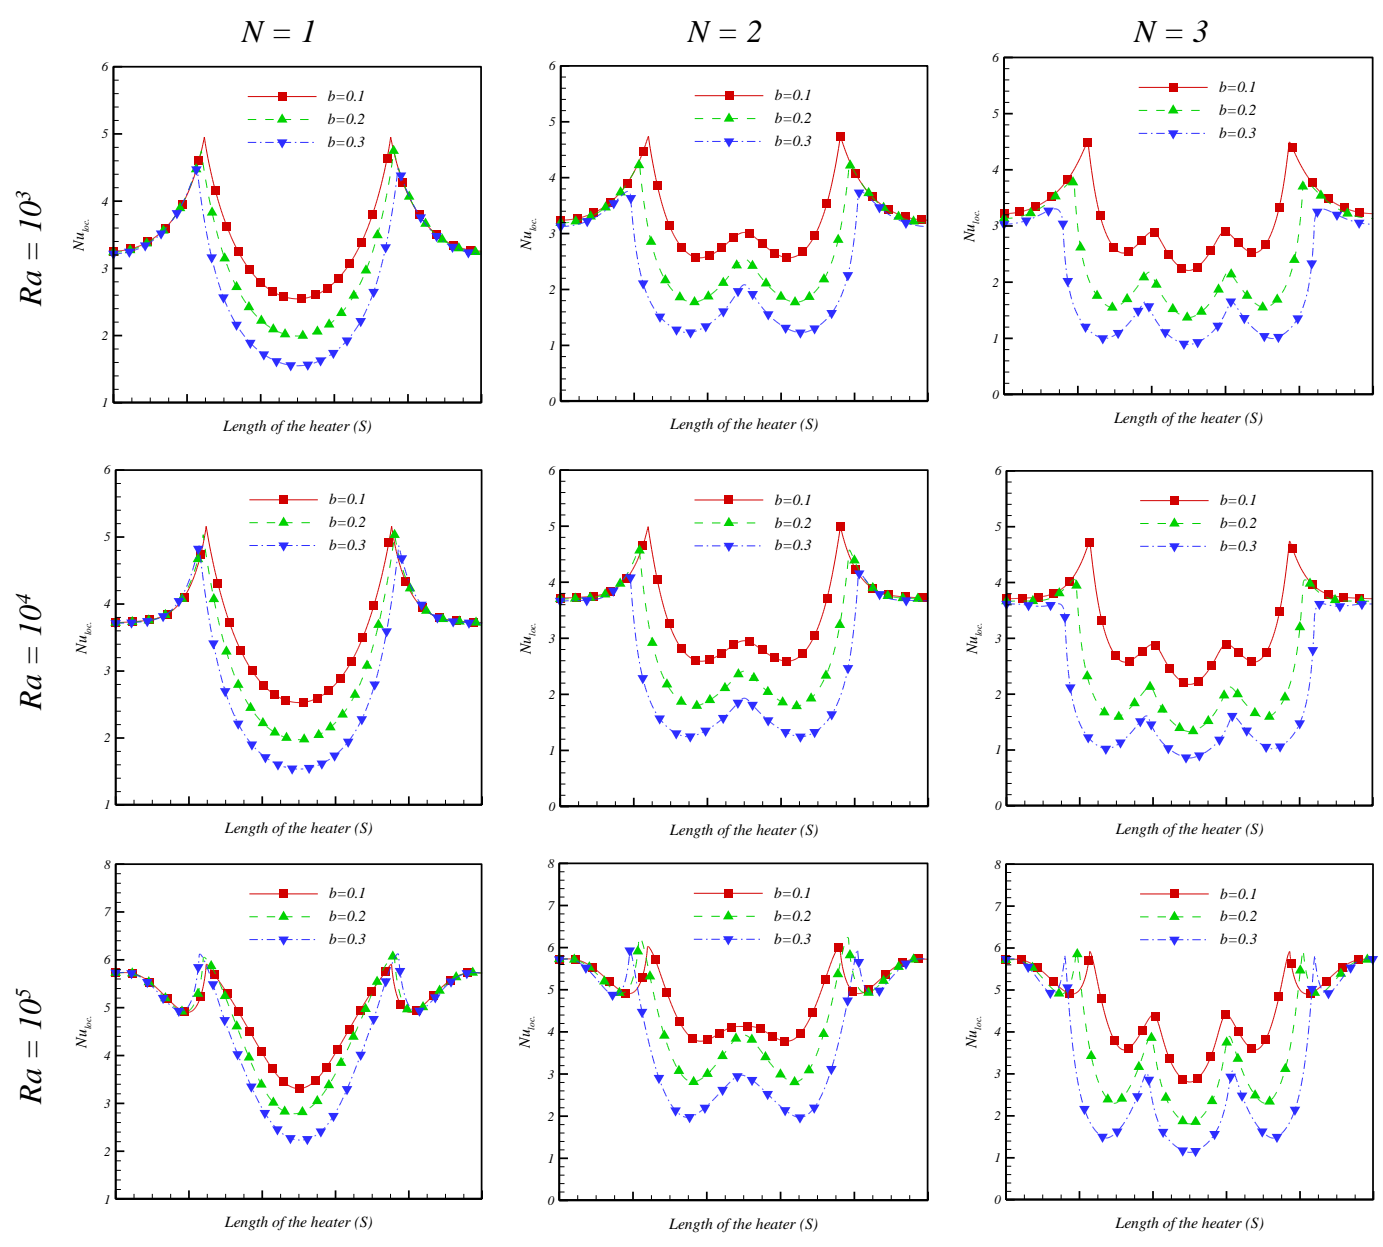 N = 1 N = 2 N = 3
Ra = 10³
6
5
4
3
2
1
Nu_loc.
b=0.1
b=0.2
b=0.3
Length of the heater (S)
6
5
4
3
2
1
0
Nu_loc.
b=0.1
b=0.2
b=0.3
Length of the heater (S)
6
5
4
3
2
1
0
Nu_loc.
b=0.1
b=0.2
b=0.3
Length of the heater (S)
Ra = 10⁴
6
5
4
3
2
1
Nu_loc.
b=0.1
b=0.2
b=0.3
Length of the heater (S)
6
5
4
3
2
1
0
Nu_loc.
b=0.1
b=0.2
b=0.3
Length of the heater (S)
6
5
4
3
2
1
0
Nu_loc.
b=0.1
b=0.2
b=0.3
Length of the heater (S)
Ra = 10⁵
8
7
6
5
4
3
2
1
Nu_loc.
b=0.1
b=0.2
b=0.3
Length of the heater (S)
8
7
6
5
4
3
2
1
0
Nu_loc.
b=0.1
b=0.2
b=0.3
Length of the heater (S)
8
7
6
5
4
3
2
1
0
Nu_loc.
b=0.1
b=0.2
b=0.3
Length of the heater (S)